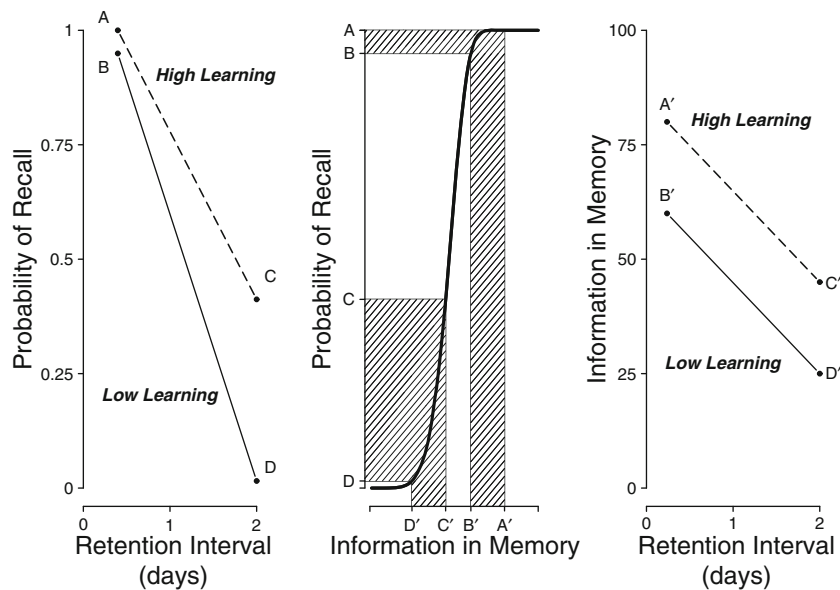 1
0.75
0.5
0.25
0
Probability of Recall
A
B
High Learning
C
Low Learning
D
0 1 2
Retention Interval
(days)
A
B
C
D
Probability of Recall
D′ C′ B′ A′
Information in Memory
100
75
50
25
0
Information in Memory
A′
High Learning
B′
C′
Low Learning
D′
0 1 2
Retention Interval
(days)